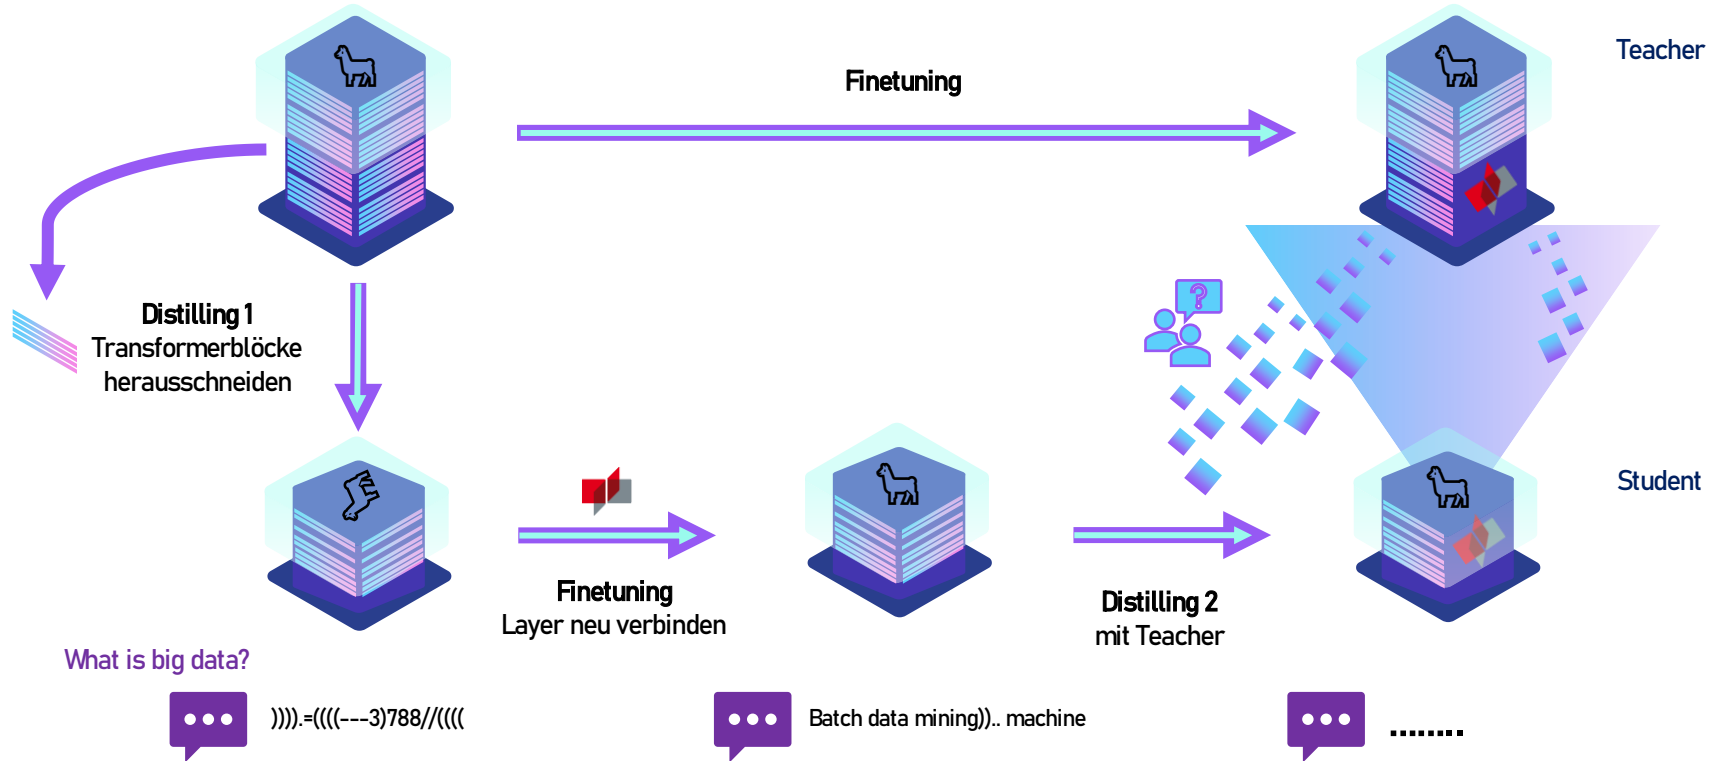 Teacher
Finetuning
Distilling 1
Transformerblöcke
herausschneiden
?
Student
Finetuning
Layer neu verbinden
Distilling 2
mit Teacher
What is big data?
)))).=((((---3)788//((((
Batch data mining)).. machine
........